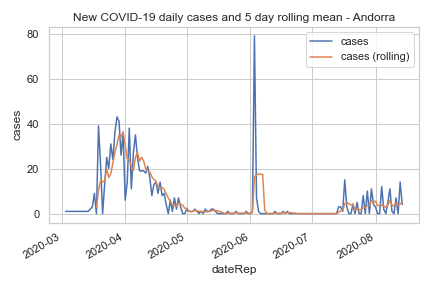 New COVID-19 daily cases and 5 day rolling mean - Andorra
80
60
40
20
0
cases
cases
cases (rolling)
2020-03
2020-04
2020-05
2020-06
2020-07
2020-08
dateRep